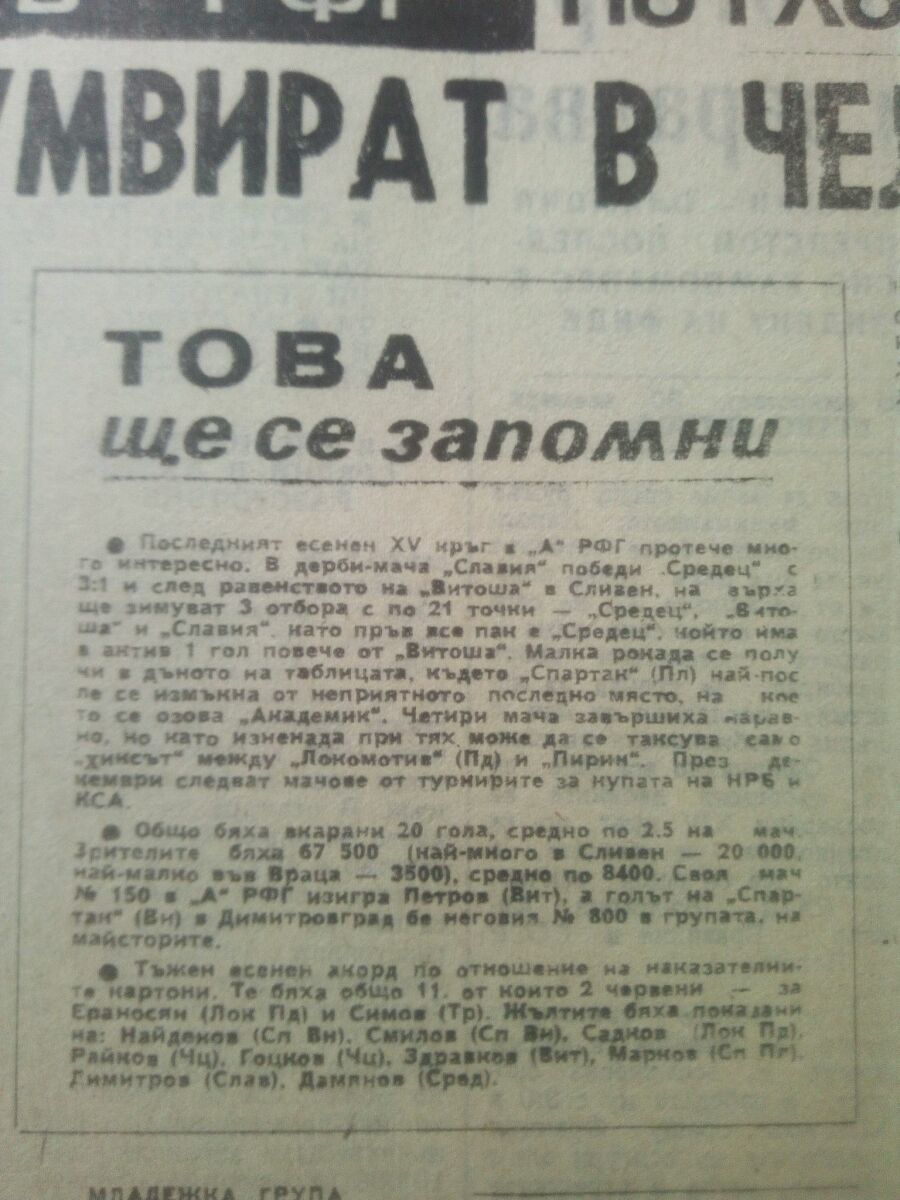 УМВИРАТ В ЧЕ
ТОВА
ще се запомни
● Последният есенен XV кръг в „А“ РФГ протече мно-
го интересно. В дерби-мача „Славия“ победи „Средец“ с
3:1 и след равенството на „Витоша“ в Сливен, на върха
ще зимуват 3 отбора с по 21 точки — „Средец“, „Вито-
ша“ и „Славия“, като пръв все пак е „Средец“, който има
в актив 1 гол повече от „Витоша“. Малка рокада се полу
чи в дъното на таблицата, където „Спартак“ (Пл) най-пос
ле се измъкна от неприятното последно място, на кое
то се озова „Академик“. Четири мача завършиха наравно,
но, но като изненада при тях може да се таксува само
„хиксът“ между „Локомотив“ (Пд) и „Пирин“. През де-
кември следват мачове от турнирите за купата на НРБ и
КСА.
● Общо бяха вкарани 20 гола, средно по 2.5 на мач.
Зрителите бяха 67 500 (най-много в Сливен — 20 000,
най-малко във Враца — 3500), средно по 8400. Своя мач
№ 150 в „А“ РФГ изигра Петров (Вит), а голът на „Спар-
так“ (Вн) в Димитровград бе неговия № 800 в групата, на
майсторите.
● Тъжен есенен акорд по отношение на наказателни-
те картони. Те бяха общо 11, от които 2 червени — за
Ераносян (Лок Пд) и Симов (Тр). Жълтите бяха показани
на: Найденов (Сп Вн), Смилов (Сп Вн), Садков (Лок Пд),
Райков (Чц), Гоцков (Чц), Здравков (Вит), Марков (Сп Пл),
Димитров (Слав), Дамянов (Сред).
МЛАДЕЖКА ГРУПА